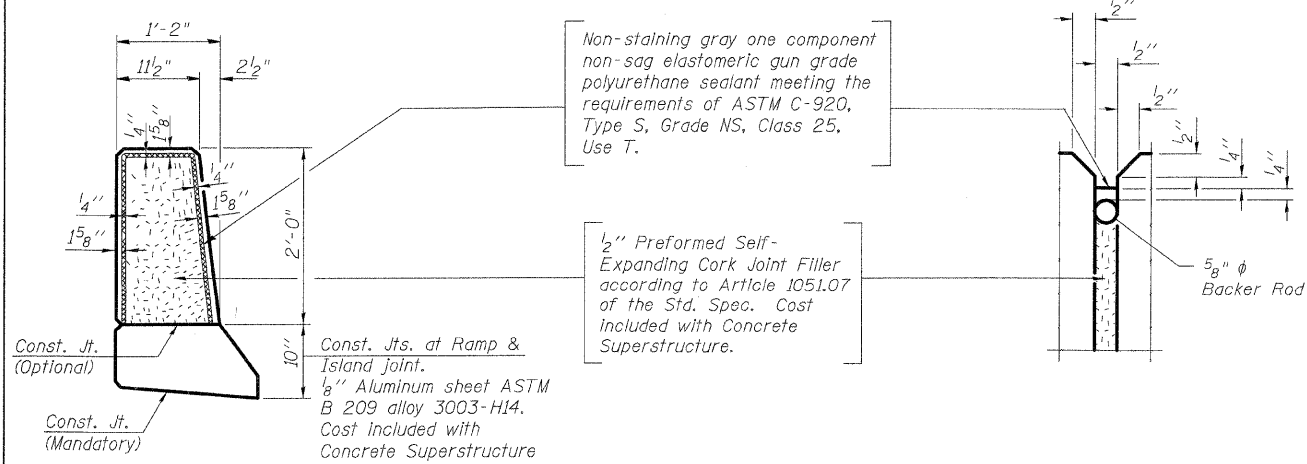 1'-2"
11½"
2½"
¼"
1⅝"
¼"
1⅝"
¼"
1⅝"
2'-0"
10"
Const. Jt.
(Optional)
Const. Jt.
(Mandatory)
Const. Jts. at Ramp &
Island joint.
⅛" Aluminum sheet ASTM
B 209 alloy 3003-H14.
Cost included with
Concrete Superstructure
Non-staining gray one component
non-sag elastomeric gun grade
polyurethane sealant meeting the
requirements of ASTM C-920,
Type S, Grade NS, Class 25,
Use T.
½" Preformed Self-
Expanding Cork Joint Filler
according to Article 1051.07
of the Std. Spec. Cost
included with Concrete
Superstructure.
½"
½"
½"
½"
¼"
¼"
⅝" ϕ
Backer Rod